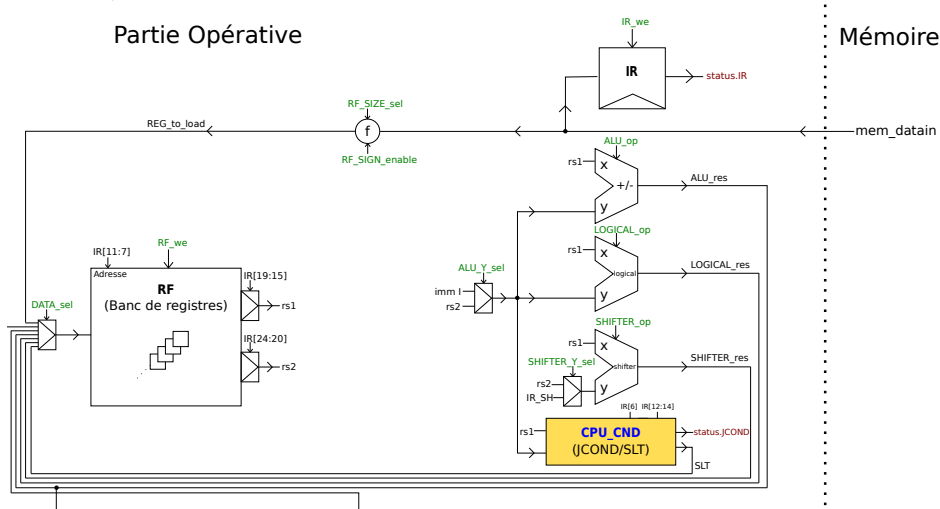 Partie Opérative
Mémoire
IR_we
IR
status.IR
RF_SIZE_sel
REG_to_load
f
mem_datain
RF_SIGN_enable
ALU_op
rs1
x
ALU_res
+/-
y
IR[11:7]
RF_we
LOGICAL_op
Adresse
RF
(Banc de registres)
IR[19:15]
rs1
ALU_Y_sel
imm I
rs2
rs1
x
LOGICAL_res
logical
y
DATA_sel
IR[24:20]
rs2
SHIFTER_op
rs1
x
SHIFTER_Y_sel
SHIFTER_res
shifter
rs2
IR_SH
y
IR[6]
IR[12:14]
rs1
CPU_CND
(JCOND/SLT)
status.JCOND
SLT